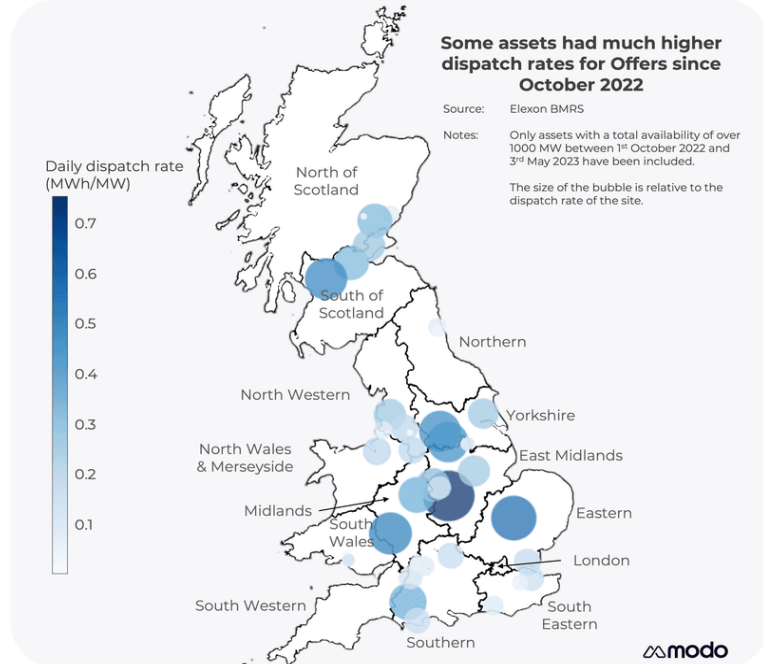 Some assets had much higher
dispatch rates for Offers since
October 2022
Source: Elexon BMRS
Notes: Only assets with a total availability of over
1000 MW between 1st October 2022 and
3rd May 2023 have been included.
The size of the bubble is relative to the
dispatch rate of the site.
Daily dispatch rate
(MWh/MW)
0.7
0.6
0.5
0.4
0.3
0.2
0.1
North of
Scotland
South of
Scotland
Northern
North Western
Yorkshire
North Wales
& Merseyside
East Midlands
Midlands
Eastern
South
Wales
London
South Western
South
Eastern
Southern
modo